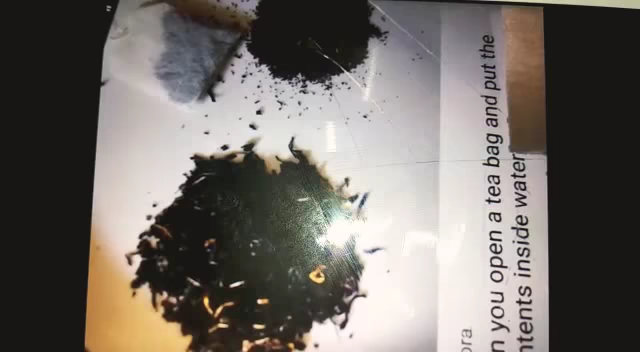 n you open a tea bag and put the
ntents inside water
ora